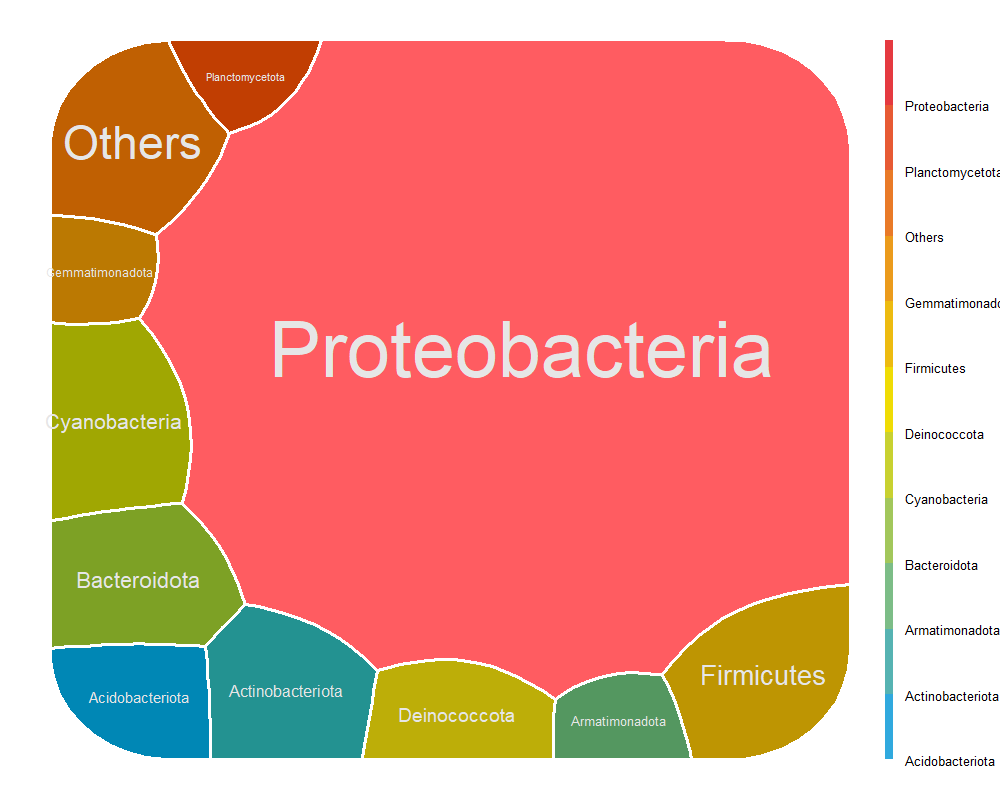 Planctomycetota
Others
Gemmatimonadota
Proteobacteria
Cyanobacteria
Bacteroidota
Acidobacteriota
Actinobacteriota
Deinococcota
Armatimonadota
Firmicutes
Proteobacteria
Planctomycetota
Others
Gemmatimonado
Firmicutes
Deinococcota
Cyanobacteria
Bacteroidota
Armatimonadota
Actinobacteriota
Acidobacteriota